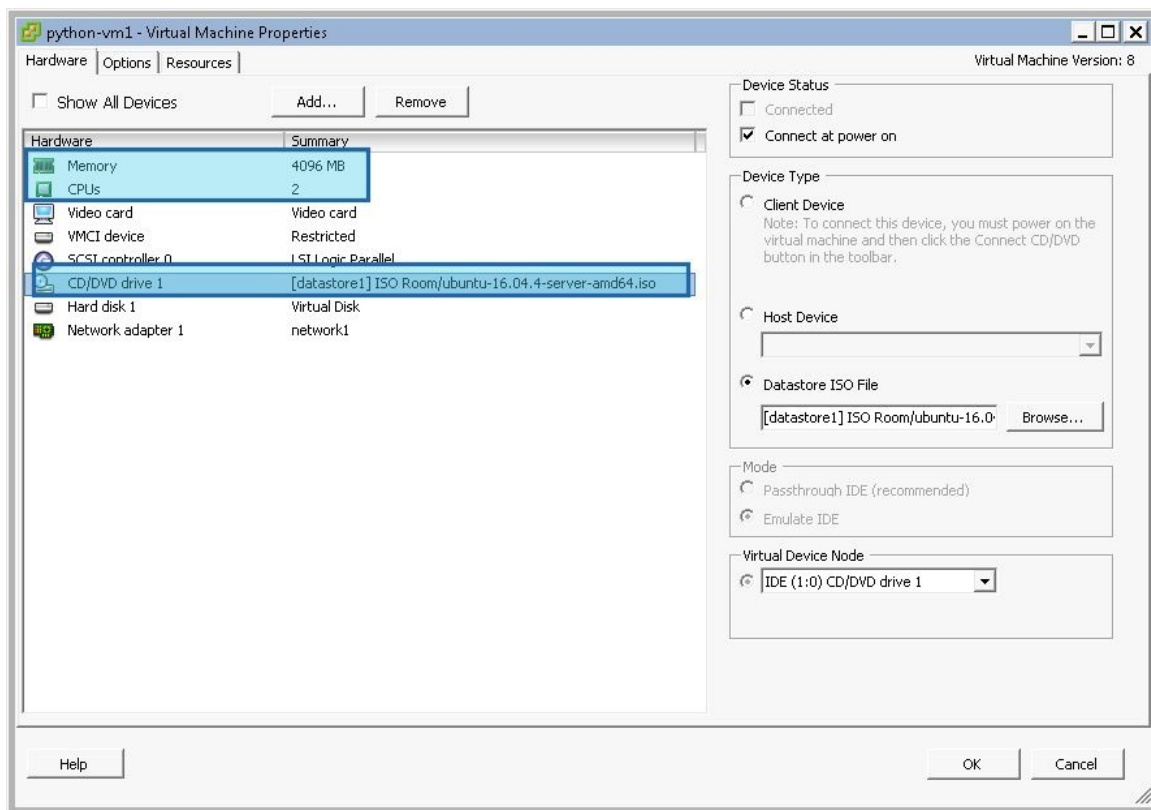 python-vm1 - Virtual Machine Properties
Hardware Options Resources
Virtual Machine Version: 8
Show All Devices
Add...
Remove
Hardware Summary
Memory 4096 MB
CPUs 2
Video card Video card
VMCI device Restricted
SCSI controller 0 LSI Logic Parallel
CD/DVD drive 1 [datastore1] ISO Room/ubuntu-16.04.4-server-amd64.iso
Hard disk 1 Virtual Disk
Network adapter 1 network1
Device Status
Connected
Connect at power on
Device Type
Client Device
Note: To connect this device, you must power on the
virtual machine and then click the Connect CD/DVD
button in the toolbar.
Host Device
Datastore ISO File
[datastore1] ISO Room/ubuntu-16.0
Browse...
Mode
Passthrough IDE (recommended)
Emulate IDE
Virtual Device Node
IDE (1:0) CD/DVD drive 1
Help
OK
Cancel